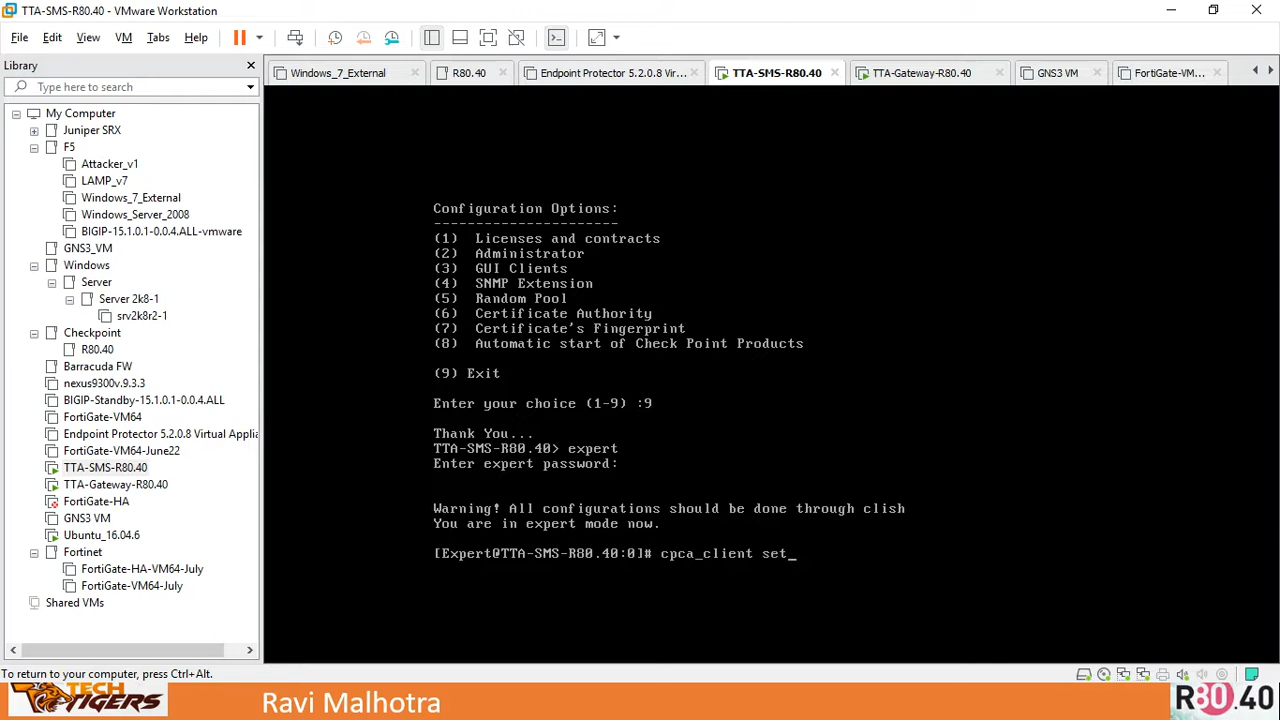 TTA-SMS-R80.40 - VMware Workstation
File Edit View VM Tabs Help
Library
Type here to search
My Computer
Juniper SRX
F5
Attacker_v1
LAMP_v7
Windows_7_External
Windows_Server_2008
BIGIP-15.1.0.1-0.0.4.ALL-vmware
GNS3_VM
Windows
Server
Server 2k8-1
srv2k8r2-1
Checkpoint
R80.40
Barracuda FW
nexus9300v.9.3.3
BIGIP-Standby-15.1.0.1-0.0.4.ALL
FortiGate-VM64
Endpoint Protector 5.2.0.8 Virtual Appli
FortiGate-VM64-June22
TTA-SMS-R80.40
TTA-Gateway-R80.40
FortiGate-HA
GNS3 VM
Ubuntu_16.04.6
Fortinet
FortiGate-HA-VM64-July
FortiGate-VM64-July
Shared VMs
Windows_7_External R80.40 Endpoint Protector 5.2.0.8 Vir... TTA-SMS-R80.40 TTA-Gateway-R80.40 GNS3 VM FortiGate-VM...
Configuration Options:
----------------------
(1) Licenses and contracts
(2) Administrator
(3) GUI Clients
(4) SNMP Extension
(5) Random Pool
(6) Certificate Authority
(7) Certificate's Fingerprint
(8) Automatic start of Check Point Products
(9) Exit
Enter your choice (1-9) :9
Thank You...
TTA-SMS-R80.40> expert
Enter expert password:
Warning! All configurations should be done through clish
You are in expert mode now.
[Expert@TTA-SMS-R80.40:0]# cpca_client set_
To return to your computer, press Ctrl+Alt.
TECH TIGERS
Ravi Malhotra
R80.40